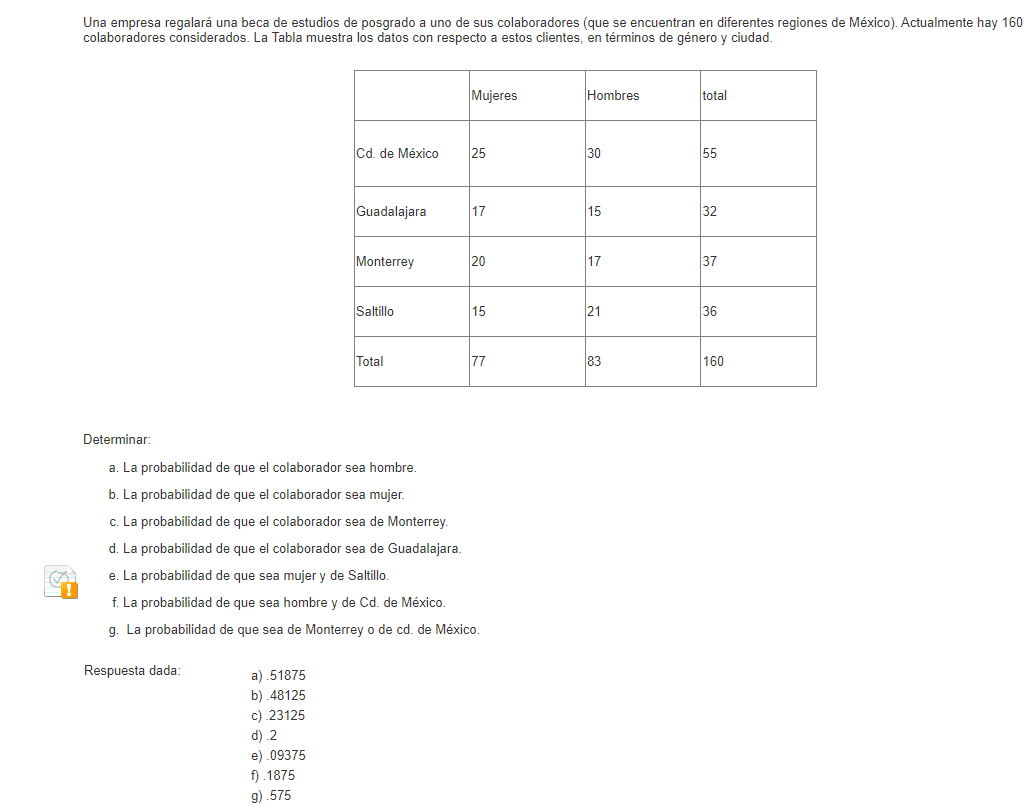 Una empresa regalará una beca de estudios de posgrado a uno de sus colaboradores (que se encuentran en diferentes regiones de México). Actualmente hay 160
colaboradores considerados. La Tabla muestra los datos con respecto a estos clientes, en términos de género y ciudad.
Mujeres Hombres total
Cd. de México 25 30 55
Guadalajara 17 15 32
Monterrey 20 17 37
Saltillo 15 21 36
Total 77 83 160
Determinar:
a. La probabilidad de que el colaborador sea hombre.
b. La probabilidad de que el colaborador sea mujer.
c. La probabilidad de que el colaborador sea de Monterrey.
d. La probabilidad de que el colaborador sea de Guadalajara.
e. La probabilidad de que sea mujer y de Saltillo.
f. La probabilidad de que sea hombre y de Cd. de México.
g. La probabilidad de que sea de Monterrey o de cd. de México.
Respuesta dada:
a) .51875
b) .48125
c) .23125
d) .2
e) .09375
f) .1875
g) .575